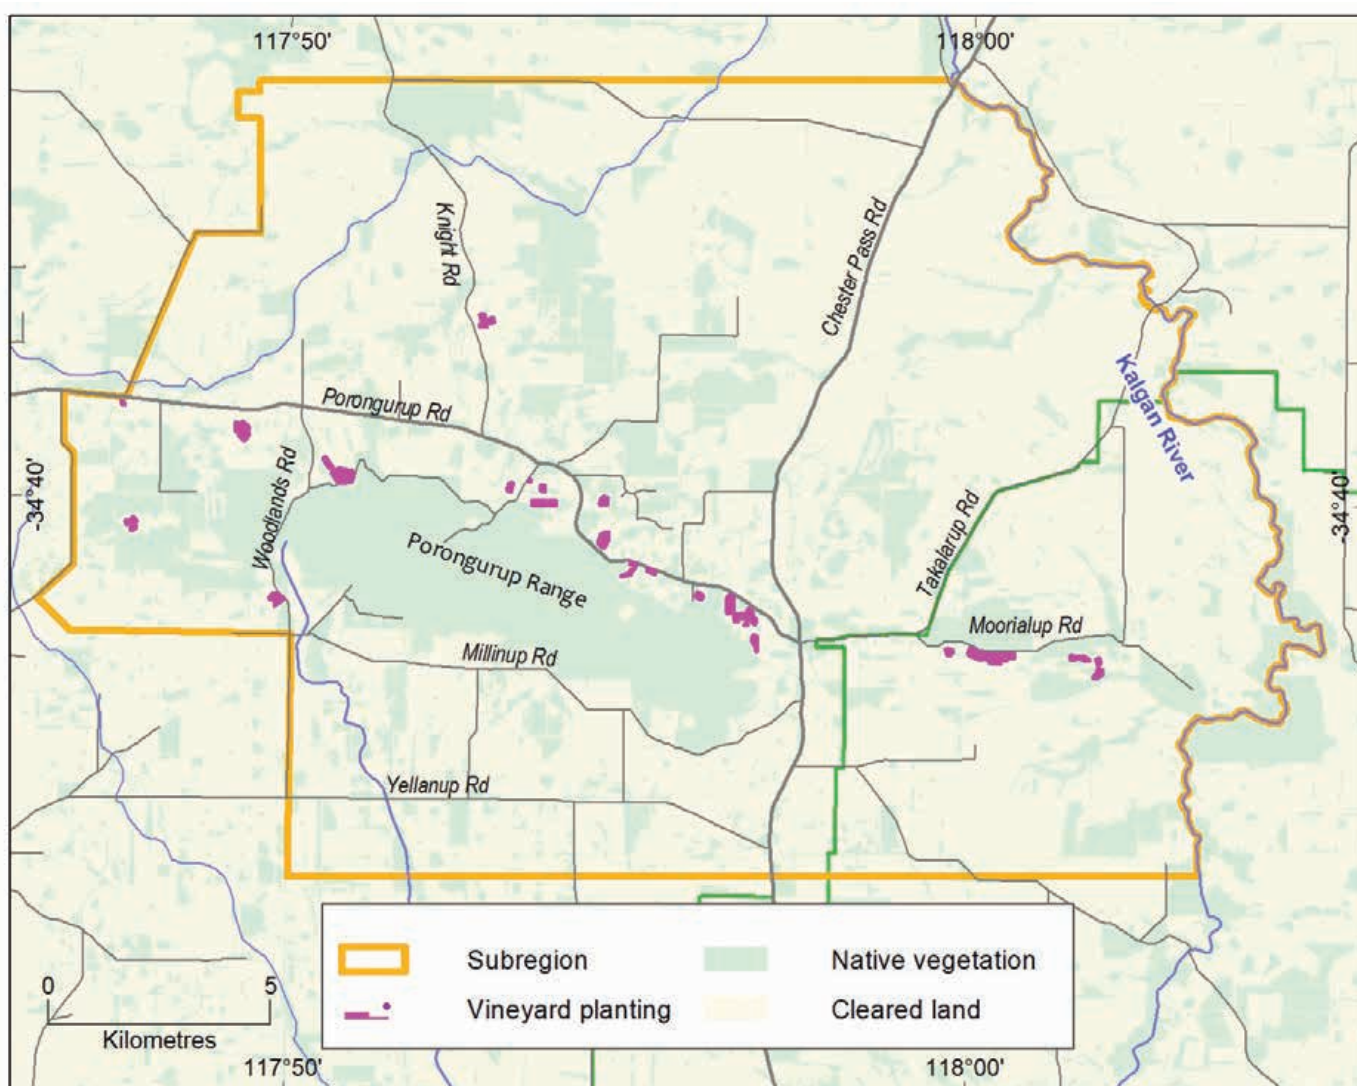 117°50'
118°00'
Knight Rd
Chester Pass Rd
Kalgan River
Porongurup Rd
-34°40'
-34°40'
Woodlands Rd
Takalarup Rd
Porongurup Range
Moorialup Rd
Millinup Rd
Yellanup Rd
Subregion
Native vegetation
Vineyard planting
Cleared land
0 5
Kilometres
117°50'
118°00'